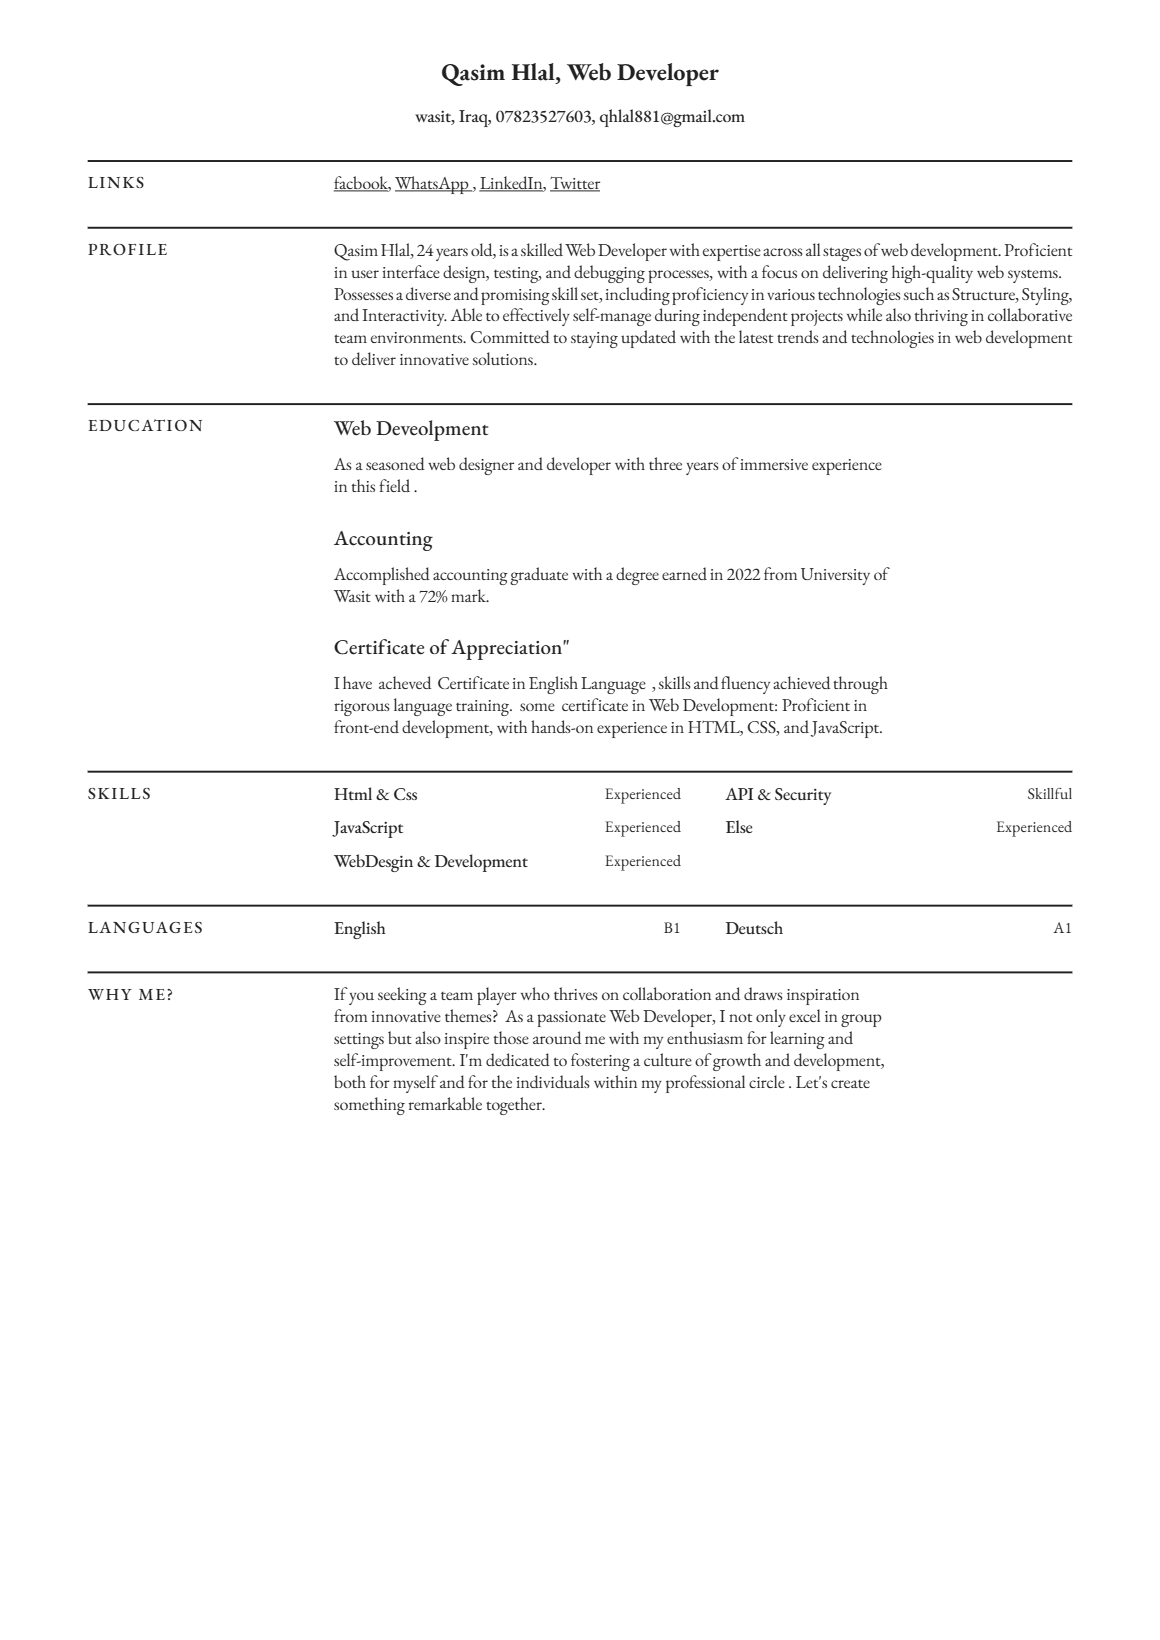 Qasim Hlal, Web Developer
wasit, Iraq, 07823527603, qhlal881@gmail.com
LINKS
facbook, WhatsApp , LinkedIn, Twitter
PROFILE
Qasim Hlal, 24 years old, is a skilled Web Developer with expertise across all stages of web development. Proficient
in user interface design, testing, and debugging processes, with a focus on delivering high-quality web systems.
Possesses a diverse and promising skill set, including proficiency in various technologies such as Structure, Styling,
and Interactivity. Able to effectively self-manage during independent projects while also thriving in collaborative
team environments. Committed to staying updated with the latest trends and technologies in web development
to deliver innovative solutions.
EDUCATION
Web Deveolpment
As a seasoned web designer and developer with three years of immersive experience
in this field .
Accounting
Accomplished accounting graduate with a degree earned in 2022 from University of
Wasit with a 72% mark.
Certificate of Appreciation"
I have  acheved  Certificate in English Language  , skills and fluency achieved through
rigorous language training.  some  certificate in Web Development: Proficient in
front-end development, with hands-on experience in HTML, CSS, and JavaScript.
SKILLS
Html & Css Experienced API & Security Skillful
JavaScript Experienced Else Experienced
WebDesgin & Development Experienced
LANGUAGES
English B1 Deutsch A1
WHY ME?
If you seeking a team player who thrives on collaboration and draws inspiration
from innovative themes?  As a passionate Web Developer, I not only excel in group
settings but also inspire those around me with my enthusiasm for learning and
self-improvement. I'm dedicated to fostering a culture of growth and development,
both for myself and for the individuals within my professional circle . Let's create
something remarkable together.